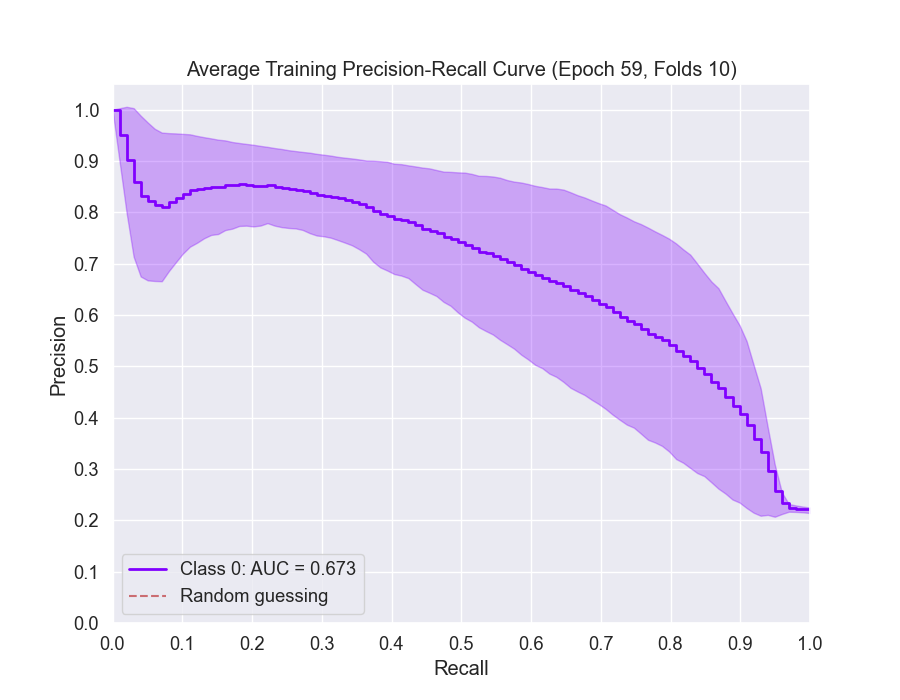 Average Training Precision-Recall Curve (Epoch 59, Folds 10)
1.0
0.9
0.8
0.7
0.6
0.5
0.4
0.3
0.2
0.1
0.0
Precision
Class 0: AUC = 0.673
Random guessing
0.0 0.1 0.2 0.3 0.4 0.5 0.6 0.7 0.8 0.9 1.0
Recall